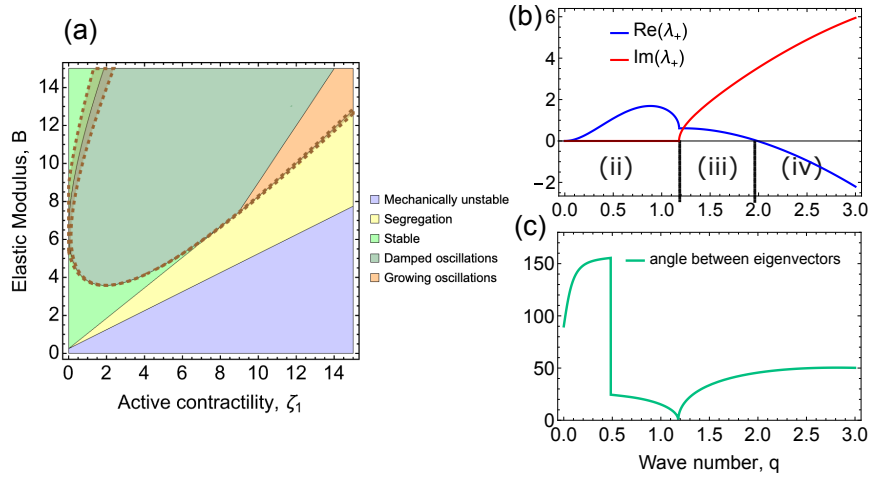 (a)
Elastic Modulus, B
14
12
10
8
6
4
2
0
0 2 4 6 8 10 12 14
Active contractility, ζ1
Mechanically unstable
Segregation
Stable
Damped oscillations
Growing oscillations
(b)
6
4
2
0
−2
Re(λ+)
Im(λ+)
(ii) (iii) (iv)
0.0 0.5 1.0 1.5 2.0 2.5 3.0
(c)
150
100
50
0
angle between eigenvectors
0.0 0.5 1.0 1.5 2.0 2.5 3.0
Wave number, q